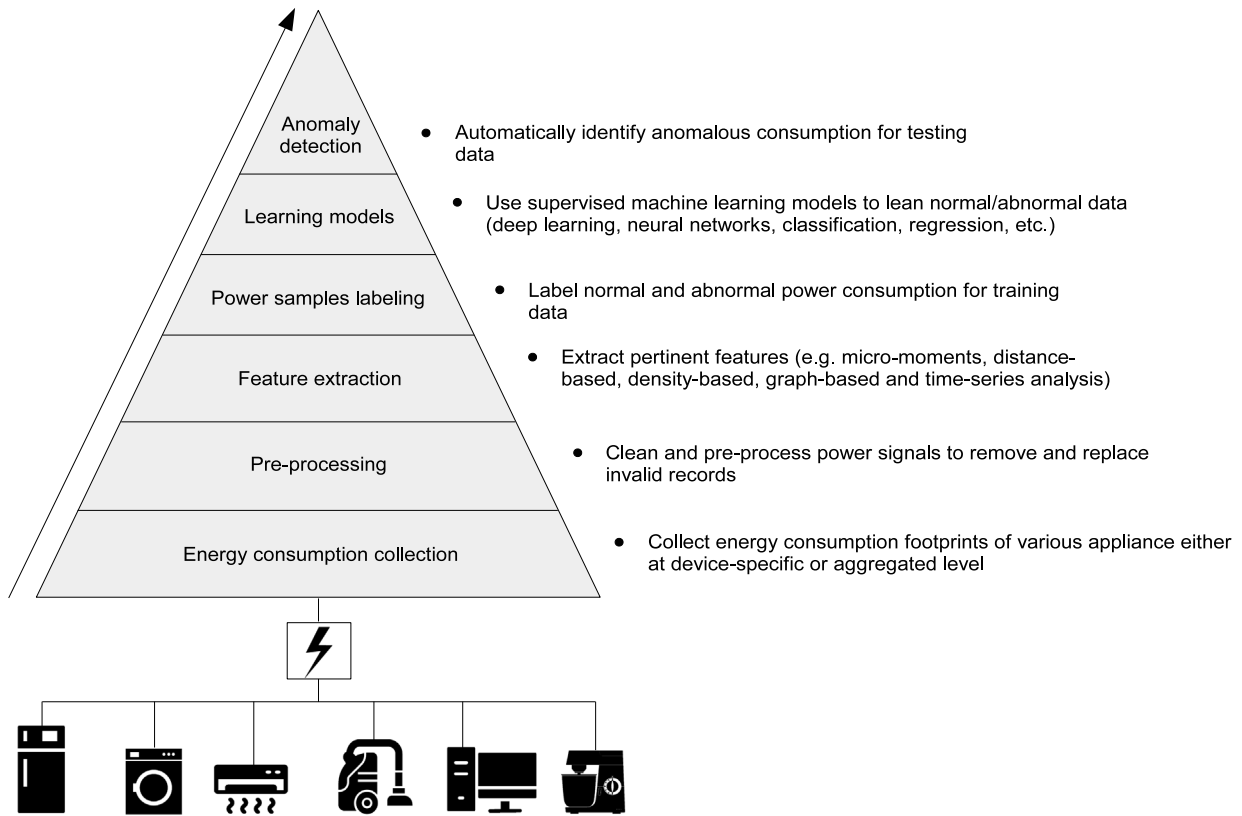 Anomaly
detection
● Automatically identify anomalous consumption for testing
data
Learning models
● Use supervised machine learning models to lean normal/abnormal data
(deep learning, neural networks, classification, regression, etc.)
Power samples labeling
● Label normal and abnormal power consumption for training
data
Feature extraction
● Extract pertinent features (e.g. micro-moments, distance-
based, density-based, graph-based and time-series analysis)
Pre-processing
● Clean and pre-process power signals to remove and replace
invalid records
Energy consumption collection
● Collect energy consumption footprints of various appliance either
at device-specific or aggregated level